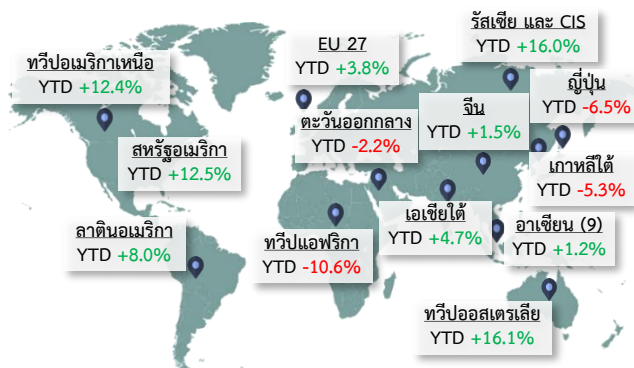 รัสเซีย และ CIS
YTD +16.0%
EU 27
YTD +3.8%
ทวีปอเมริกาเหนือ
YTD +12.4%
ญี่ปุ่น
YTD -6.5%
จีน
YTD +1.5%
ตะวันออกกลาง
YTD -2.2%
สหรัฐอเมริกา
YTD +12.5%
เกาหลีใต้
YTD -5.3%
เอเชียใต้
YTD +4.7%
อาเซียน (9)
YTD +1.2%
ลาตินอเมริกา
YTD +8.0%
ทวีปแอฟริกา
YTD -10.6%
ทวีปออสเตรเลีย
YTD +16.1%